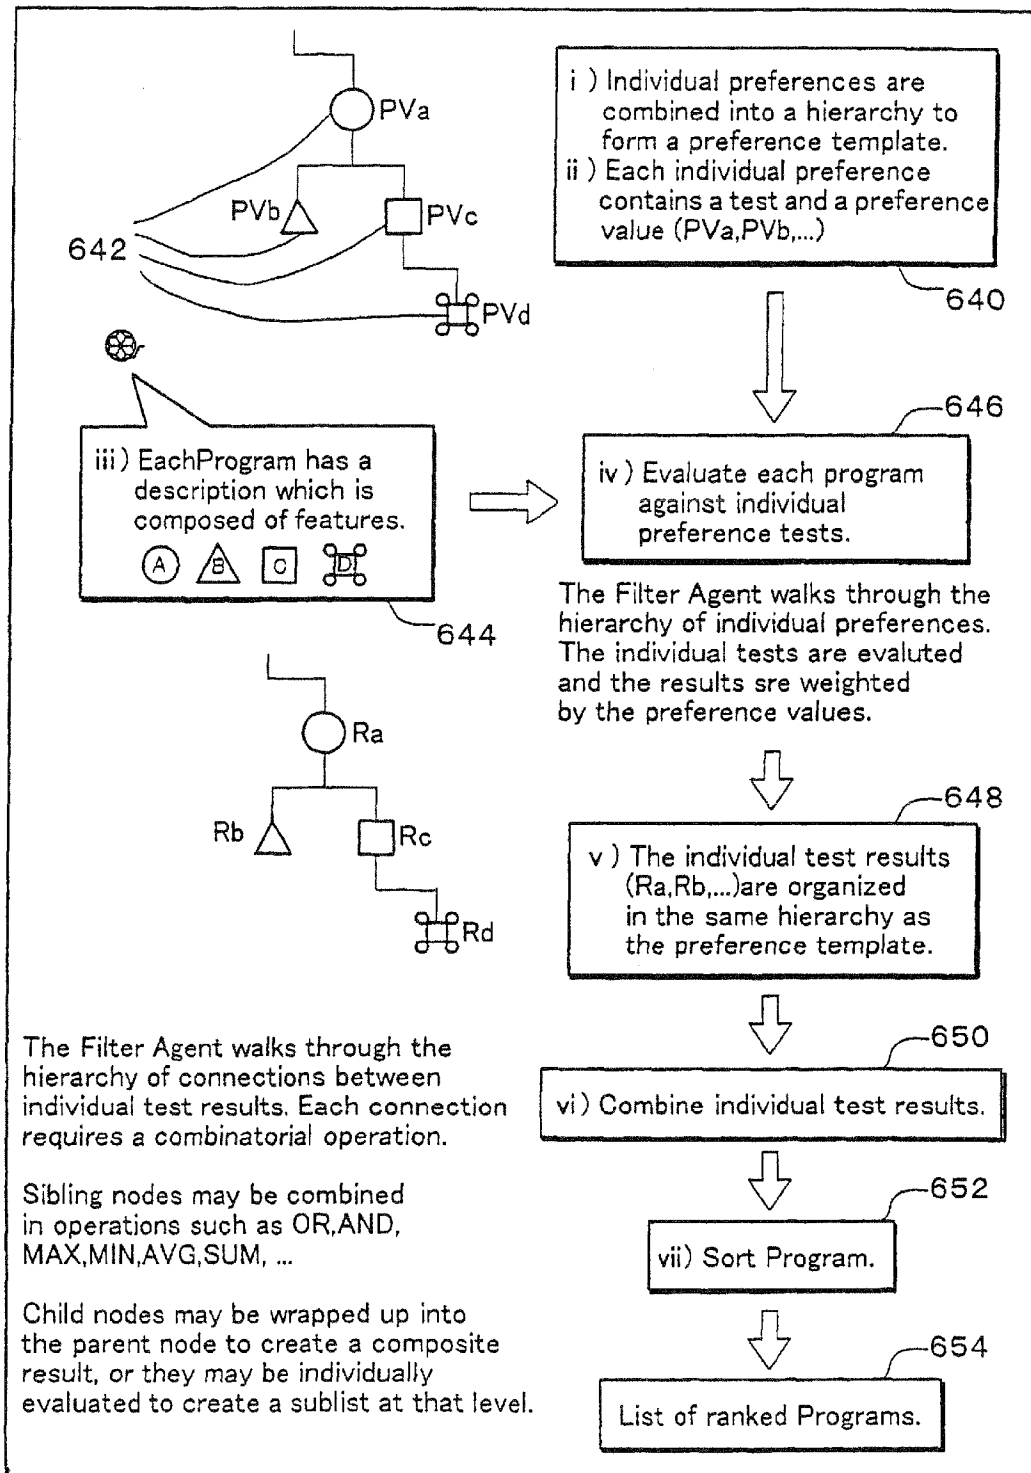 PVa
PVb
PVc
642
PVd
i ) Individual preferences are
combined into a hierarchy to
form a preference template.
ii ) Each individual preference
contains a test and a preference
value (PVa,PVb,...)
640
iii ) EachProgram has a
description which is
composed of features.
A B C D
644
646
iv ) Evaluate each program
against individual
preference tests.
The Filter Agent walks through the
hierarchy of individual preferences.
The individual tests are evaluted
and the results sre weighted
by the preference values.
Ra
Rb
Rc
Rd
648
v ) The individual test results
(Ra,Rb,...)are organized
in the same hierarchy as
the preference template.
The Filter Agent walks through the
hierarchy of connections between
individual test results. Each connection
requires a combinatorial operation.
Sibling nodes may be combined
in operations such as OR,AND,
MAX,MIN,AVG,SUM, ...
Child nodes may be wrapped up into
the parent node to create a composite
result, or they may be individually
evaluated to create a sublist at that level.
650
vi ) Combine individual test results.
652
vii) Sort Program.
654
List of ranked Programs.